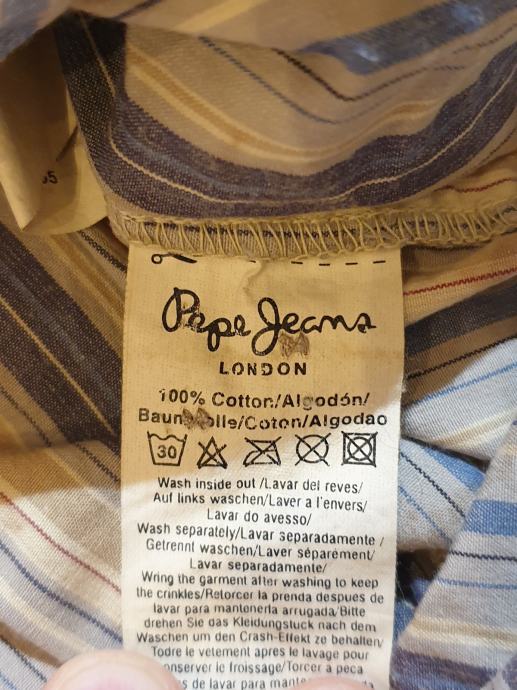 Pepe Jeans
LONDON
100% Cotton/Algodón/
Baumwolle/Coton/Algodao
30
Wash inside out /Lavar del reves/
Auf links waschen/Laver a l'envers/
Lavar do avesso/
Wash separately/Lavar separadamente /
Getrennt waschen/Laver séparément/
Lavar separadamente/
Wring the garment after washing to keep
the crinkles/Retorcer la prenda despues de
lavar para mantenerla arrugada/Bitte
drehen Sie das Kleidungstuck nach dem
Waschen um den Crash-Effekt ze behalten/
Todre le vetement apres le lavage pour
onserver le froissage/Torcer a peca
s de lavar para